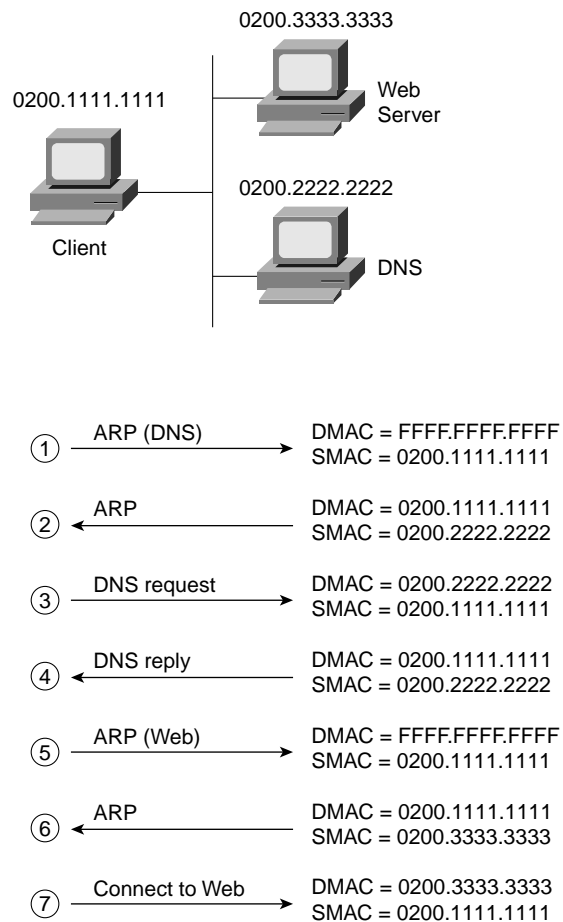 0200.3333.3333
Web
Server
0200.1111.1111
Client
0200.2222.2222
DNS
1 ARP (DNS) DMAC = FFFF.FFFF.FFFF
SMAC = 0200.1111.1111
2 ARP DMAC = 0200.1111.1111
SMAC = 0200.2222.2222
3 DNS request DMAC = 0200.2222.2222
SMAC = 0200.1111.1111
4 DNS reply DMAC = 0200.1111.1111
SMAC = 0200.2222.2222
5 ARP (Web) DMAC = FFFF.FFFF.FFFF
SMAC = 0200.1111.1111
6 ARP DMAC = 0200.1111.1111
SMAC = 0200.3333.3333
7 Connect to Web DMAC = 0200.3333.3333
SMAC = 0200.1111.1111